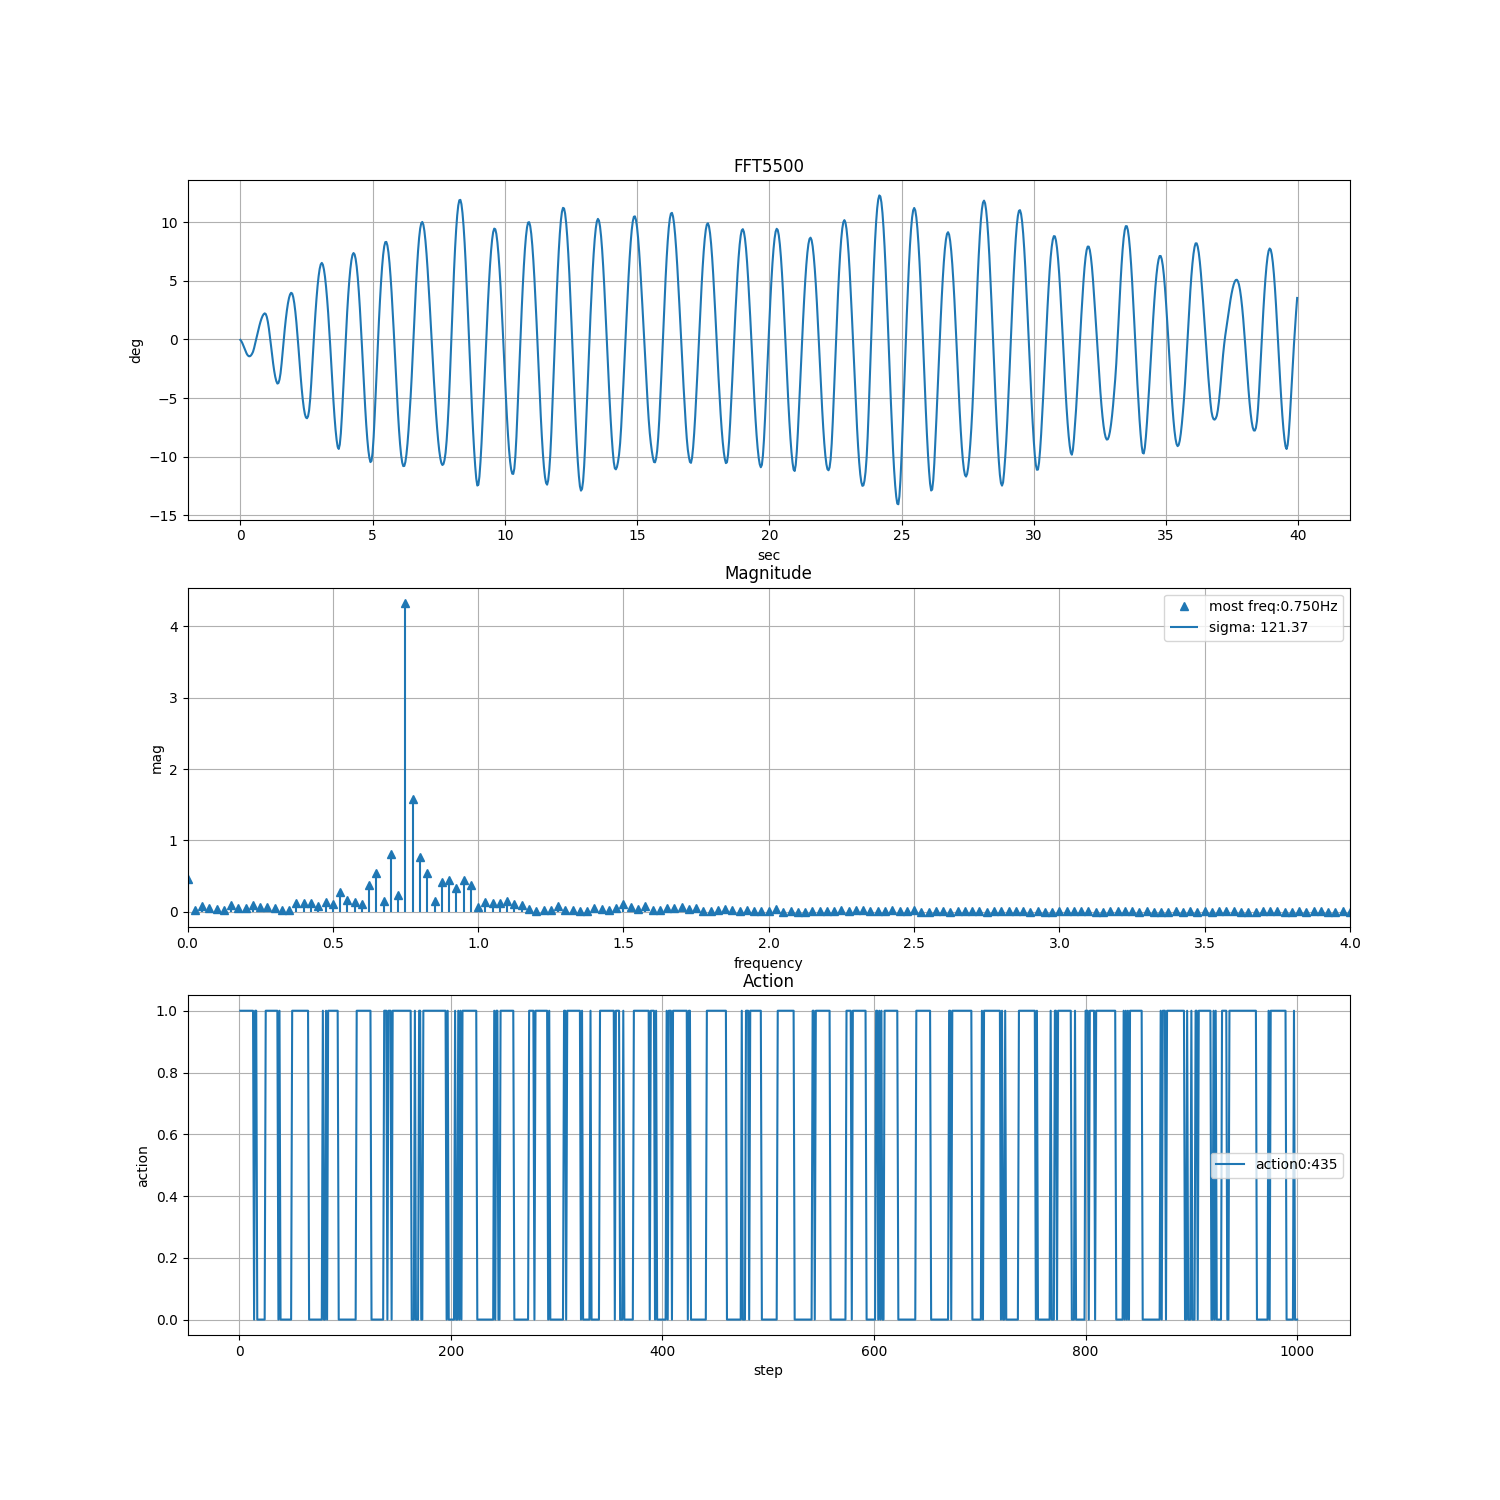 FFT5500
10
5
0
−5
−10
−15
deg
0 5 10 15 20 25 30 35 40
sec
Magnitude
most freq:0.750Hz
sigma: 121.37
4
3
2
1
0
mag
0.0 0.5 1.0 1.5 2.0 2.5 3.0 3.5 4.0
frequency
Action
1.0
0.8
0.6
0.4
0.2
0.0
action
action0:435
0 200 400 600 800 1000
step